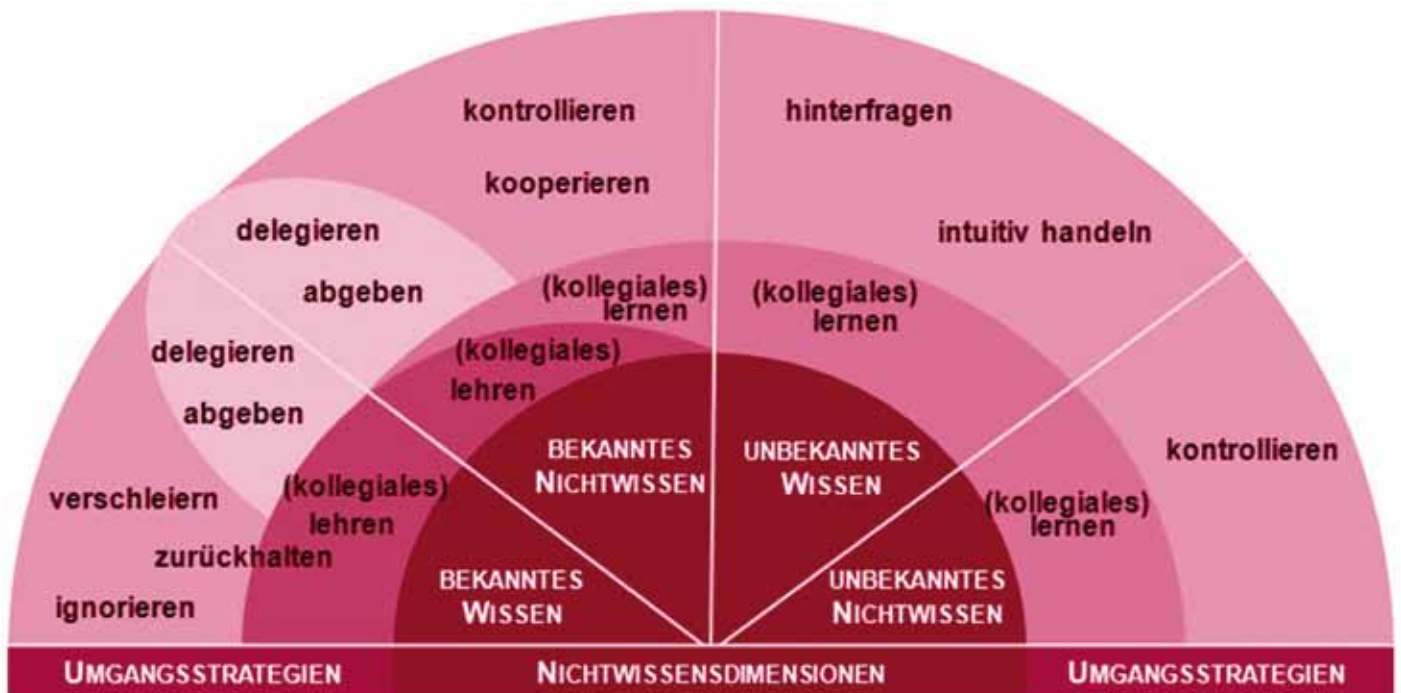 kontrollieren
hinterfragen
kooperieren
delegieren
intuitiv handeln
abgeben
(kollegiales)
lernen
(kollegiales)
lernen
delegieren
(kollegiales)
lehren
abgeben
BEKANNTES
NICHTWISSEN
UNBEKANNTES
WISSEN
kontrollieren
verschleiern
(kollegiales)
lehren
(kollegiales)
lernen
zurückhalten
ignorieren
BEKANNTES
WISSEN
UNBEKANNTES
NICHTWISSEN
UMGANGSSTRATEGIEN
NICHTWISSENSDIMENSIONEN
UMGANGSSTRATEGIEN